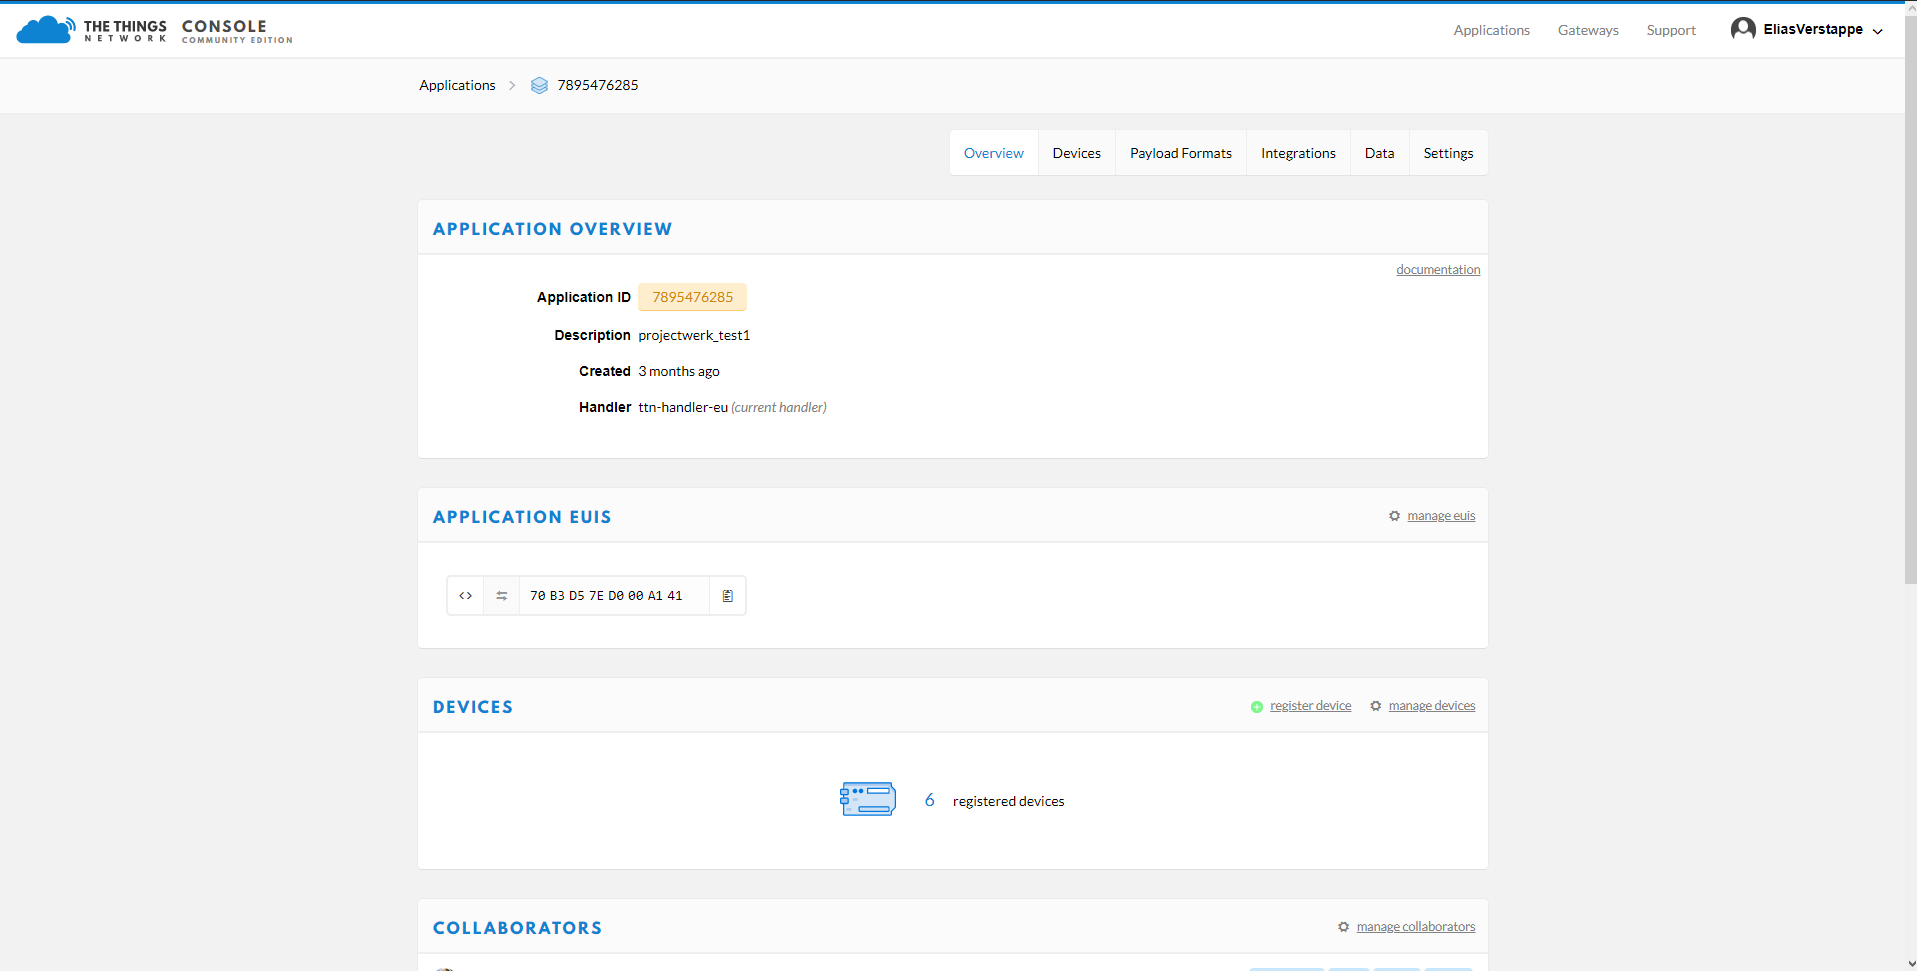 THE THINGS NETWORK CONSOLE COMMUNITY EDITION
Applications Gateways Support EliasVerstappe
Applications 7895476285
Overview Devices Payload Formats Integrations Data Settings
APPLICATION OVERVIEW
documentation
Application ID 7895476285
Description projectwerk_test1
Created 3 months ago
Handler ttn-handler-eu (current handler)
APPLICATION EUIS
manage euis
<> 70 B3 D5 7E D0 00 A1 41
DEVICES
register device manage devices
6 registered devices
COLLABORATORS
manage collaborators